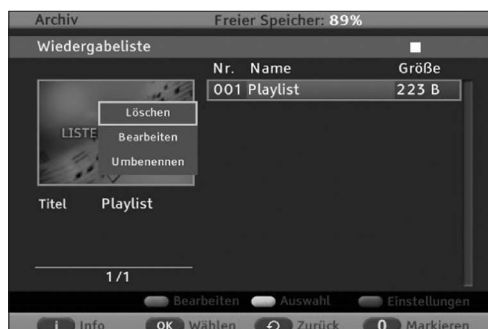 Archiv Freier Speicher: 89%
Wiedergabeliste
Nr. Name Größe
001 Playlist 223 B
LISTE
Löschen
Bearbeiten
Umbenennen
Titel Playlist
1/1
Bearbeiten Auswahl Einstellungen
i Info OK Wählen Zurück 0 Markieren